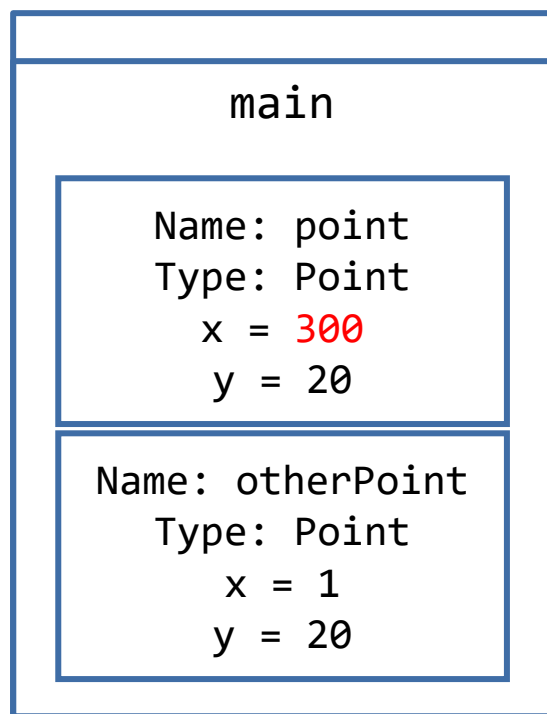 main
Name: point
Type: Point
x = 300
y = 20
Name: otherPoint
Type: Point
x = 1
y = 20